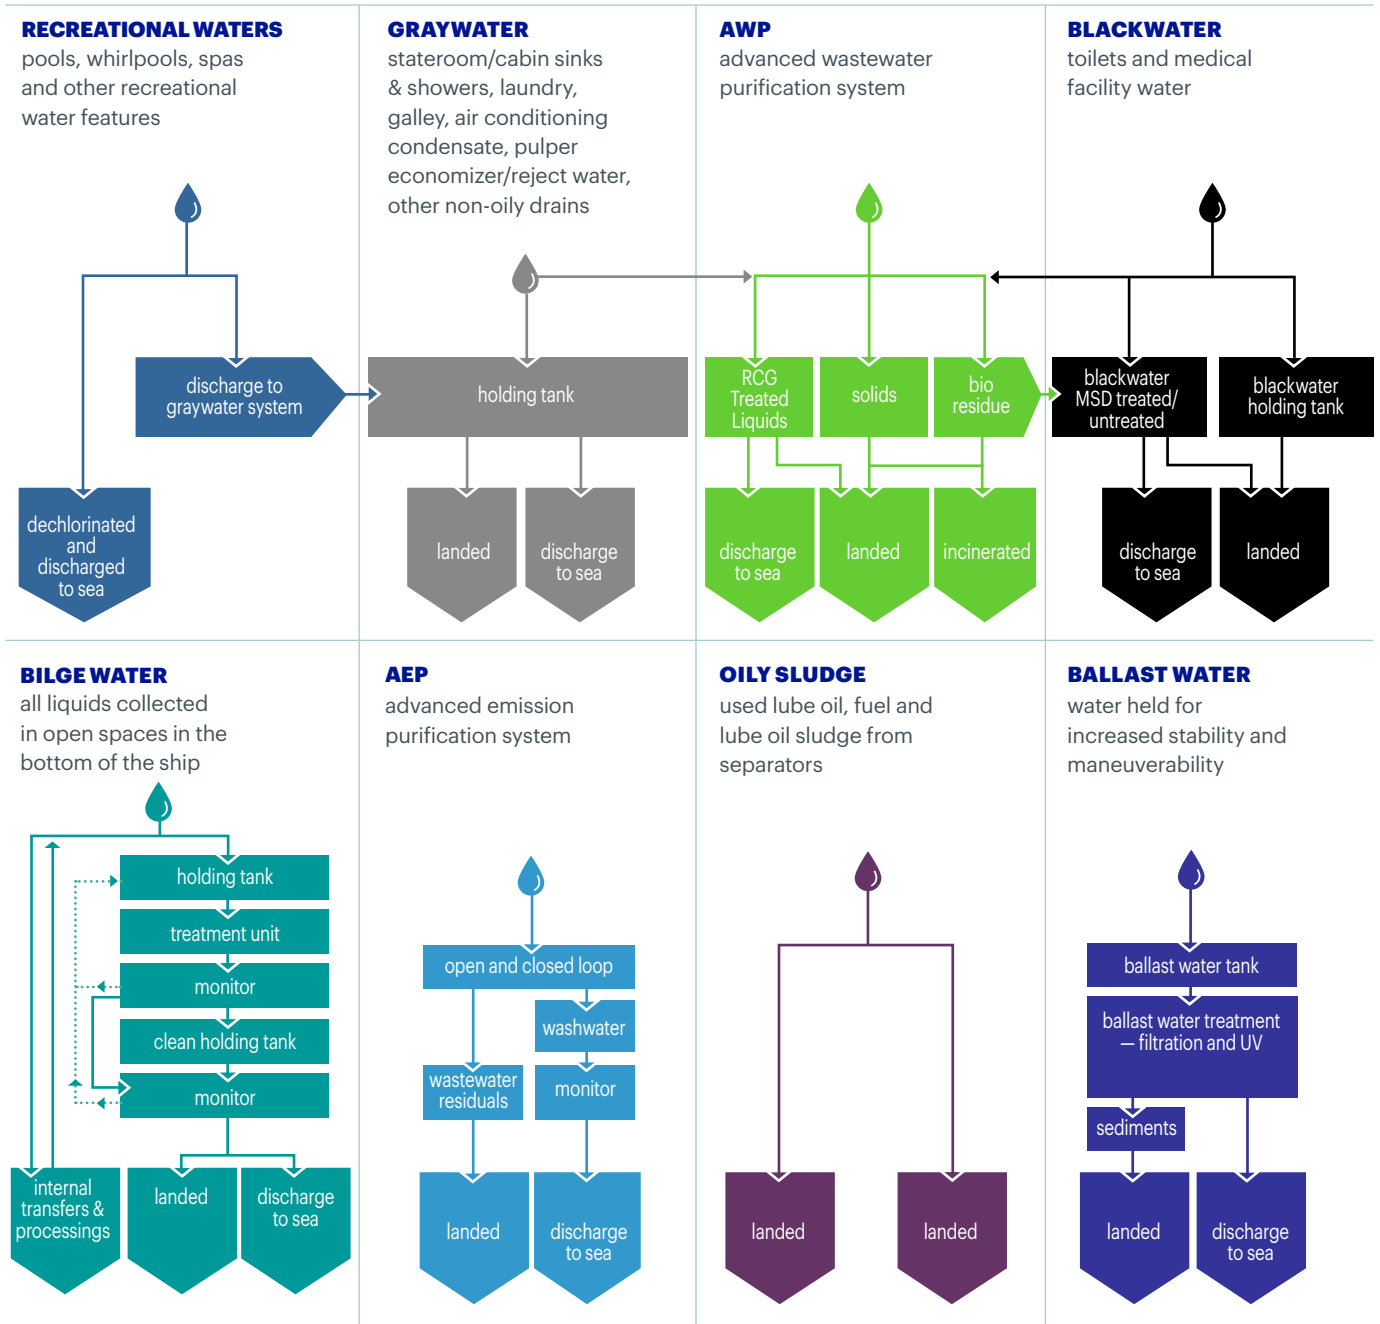 RECREATIONAL WATERS
pools, whirlpools, spas
and other recreational
water features
discharge to
graywater system
dechlorinated
and
discharged
to sea
GRAYWATER
stateroom/cabin sinks
& showers, laundry,
galley, air conditioning
condensate, pulper
economizer/reject water,
other non-oily drains
holding tank
landed
discharge
to sea
AWP
advanced wastewater
purification system
RCG
Treated
Liquids
solids
bio
residue
discharge
to sea
landed
incinerated
BLACKWATER
toilets and medical
facility water
blackwater
MSD treated/
untreated
blackwater
holding tank
discharge
to sea
landed
BILGE WATER
all liquids collected
in open spaces in the
bottom of the ship
holding tank
treatment unit
monitor
clean holding tank
monitor
internal
transfers &
processings
landed
discharge
to sea
AEP
advanced emission
purification system
open and closed loop
washwater
wastewater
residuals
monitor
landed
discharge
to sea
OILY SLUDGE
used lube oil, fuel and
lube oil sludge from
separators
landed
landed
BALLAST WATER
water held for
increased stability and
maneuverability
ballast water tank
ballast water treatment
— filtration and UV
sediments
landed
discharge
to sea